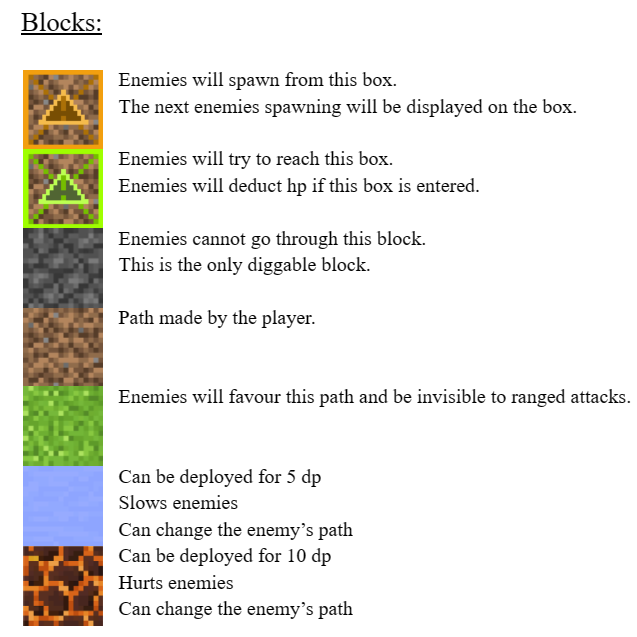 Blocks:
Enemies will spawn from this box.
The next enemies spawning will be displayed on the box.
Enemies will try to reach this box.
Enemies will deduct hp if this box is entered.
Enemies cannot go through this block.
This is the only diggable block.
Path made by the player.
Enemies will favour this path and be invisible to ranged attacks.
Can be deployed for 5 dp
Slows enemies
Can change the enemy’s path
Can be deployed for 10 dp
Hurts enemies
Can change the enemy’s path